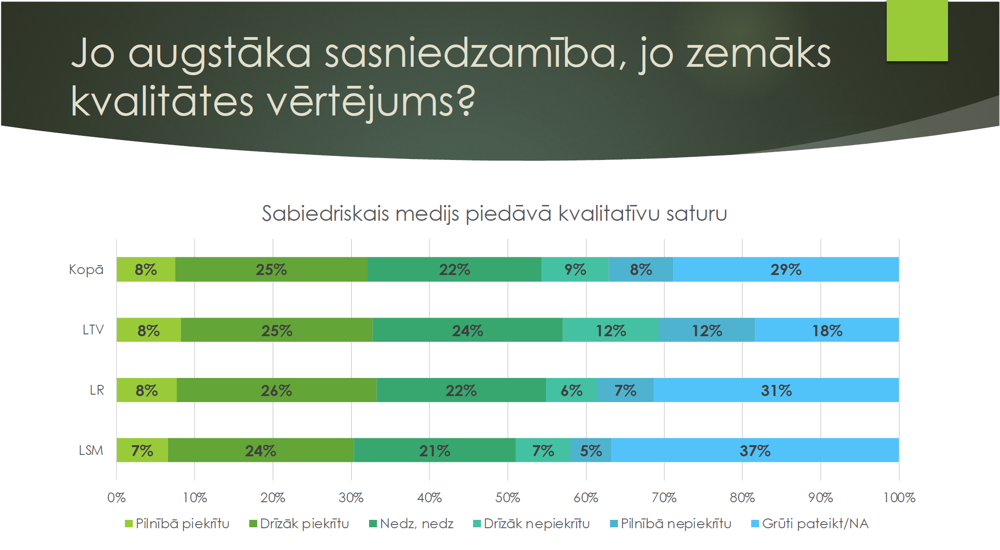 Jo augstāka sasniedzamība, jo zemāks
kvalitātes vērtējums?
Sabiedriskais medijs piedāvā kvalitatīvu saturu
Kopā 8% 25% 22% 9% 8% 29%
LTV 8% 25% 24% 12% 12% 18%
LR 8% 26% 22% 6% 7% 31%
LSM 7% 24% 21% 7% 5% 37%
0% 10% 20% 30% 40% 50% 60% 70% 80% 90% 100%
Pilnībā piekrītu Drīzāk piekrītu Nedz, nedz Drīzāk nepiekrītu Pilnībā nepiekrītu Grūti pateikt/NA